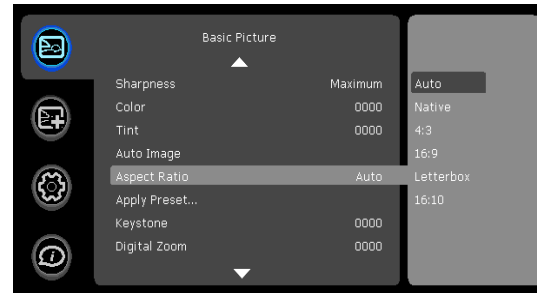 Basic Picture
Sharpness Maximum
Color 0000
Tint 0000
Auto Image
Aspect Ratio Auto
Apply Preset...
Keystone 0000
Digital Zoom 0000
Auto
Native
4:3
16:9
Letterbox
16:10